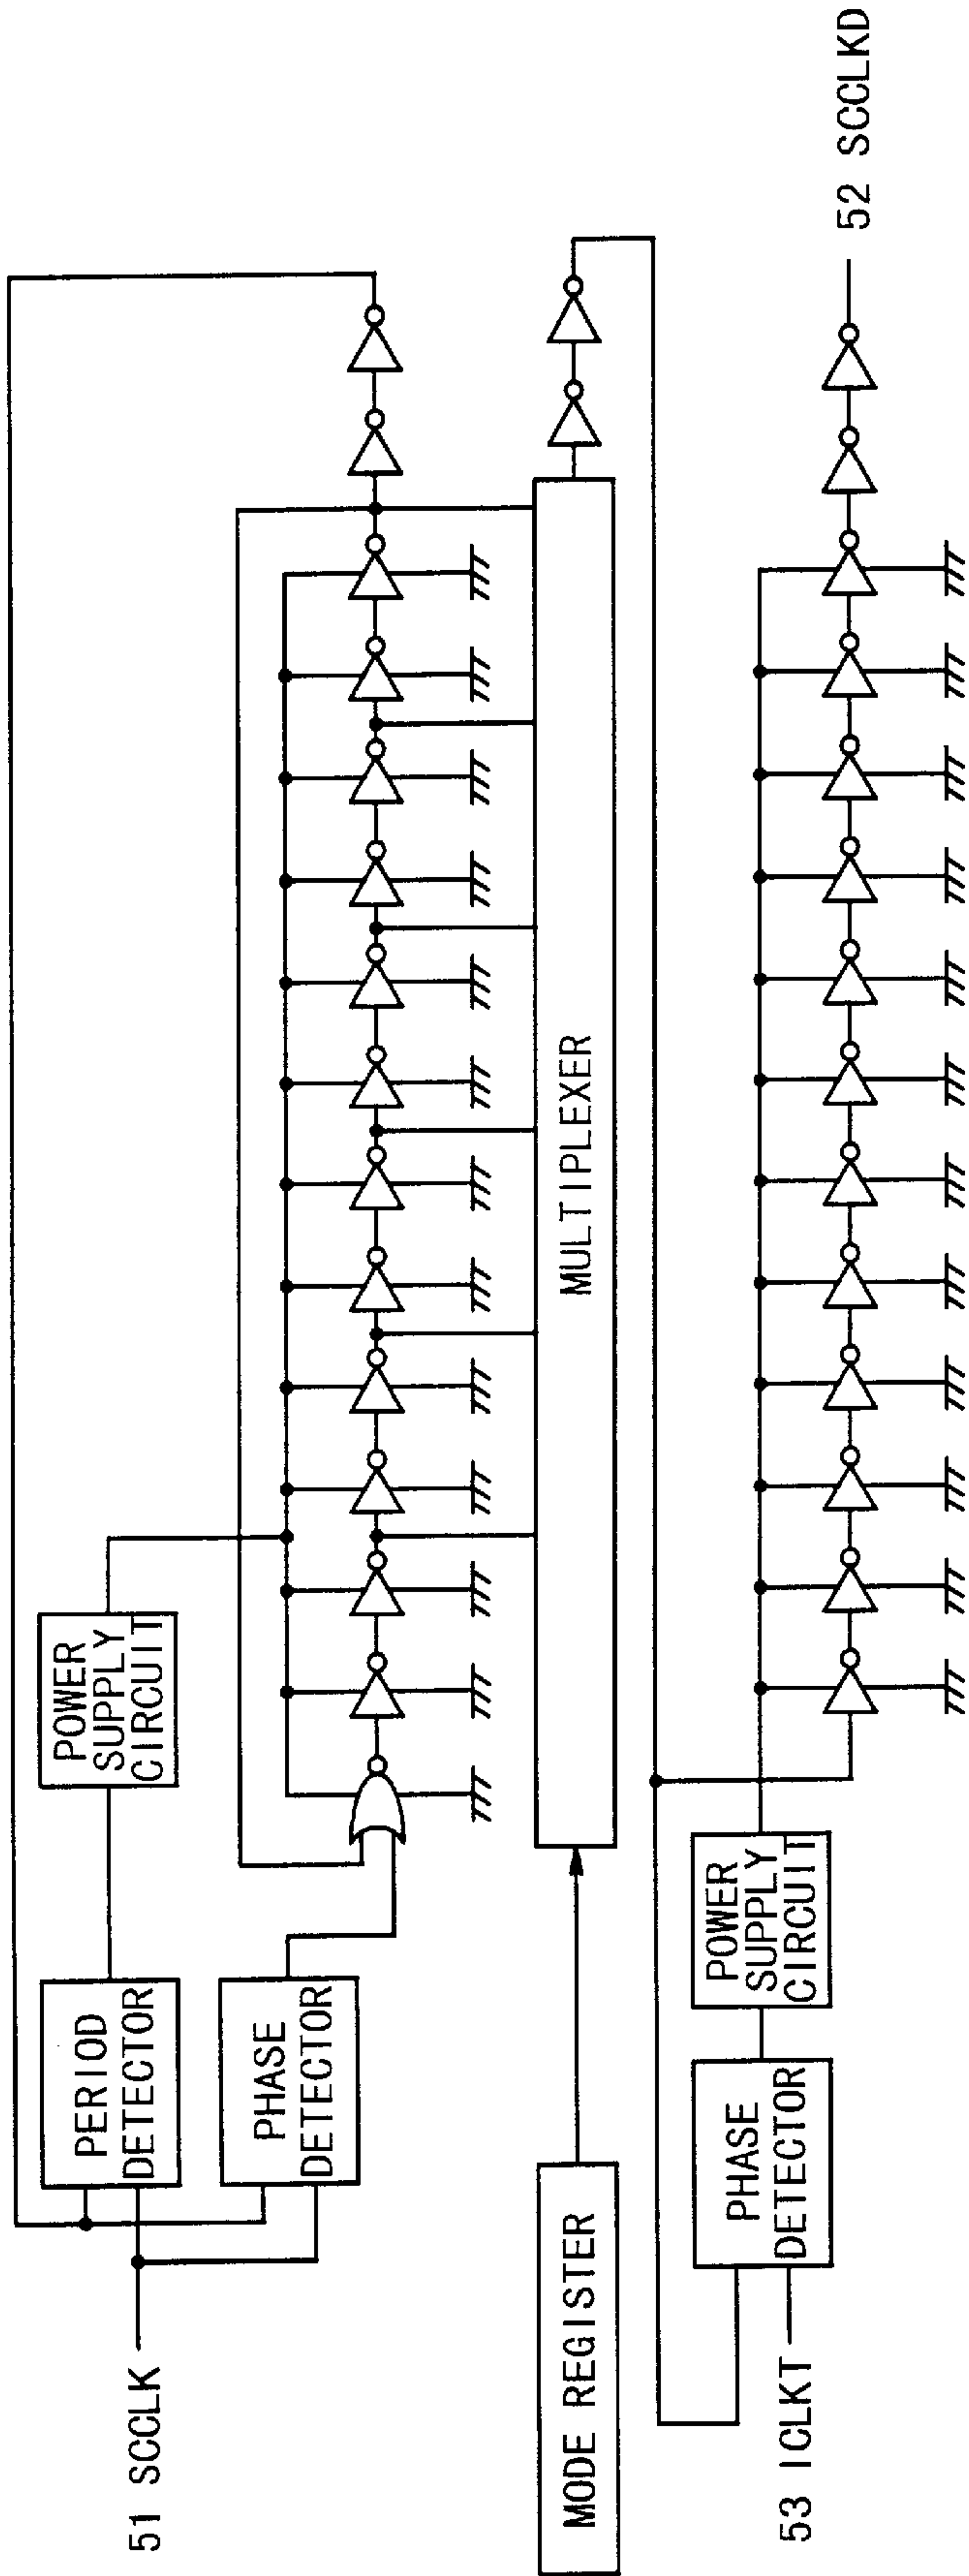 51 SCCLK
PERIOD
DETECTOR
POWER
SUPPLY
CIRCUIT
PHASE
DETECTOR
MODE REGISTER
MULTIPLEXER
53 ICLKT
PHASE
DETECTOR
POWER
SUPPLY
CIRCUIT
52 SCCLKD